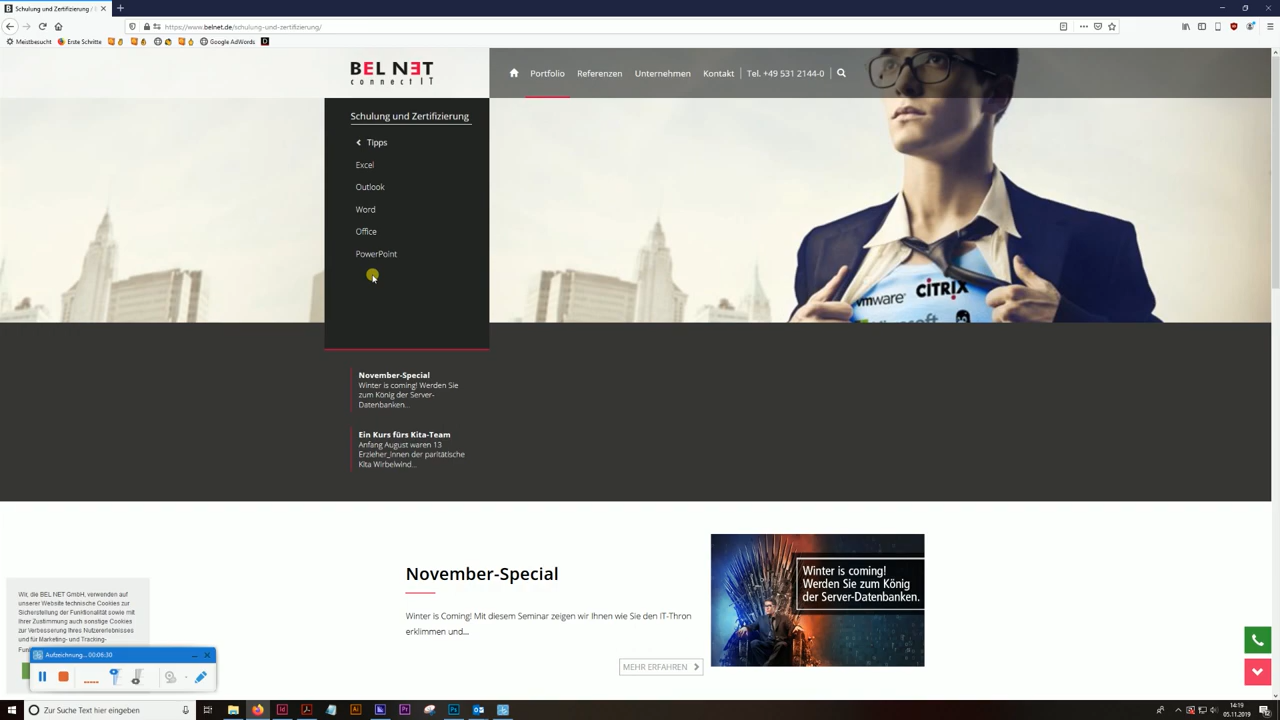 Schulung und Zertifizierung / B
https://www.belnet.de/schulung-und-zertifizierung/
Meistbesucht
Erste Schritte
Google AdWords
BEL NET
connectIT
Portfolio
Referenzen
Unternehmen
Kontakt
Tel. +49 531 2144-0
Schulung und Zertifizierung
Tipps
Excel
Outlook
Word
Office
PowerPoint
vmware
CİTRIX
Microsoft
November-Special
Winter is coming! Werden Sie
zum König der Server-
Datenbanken...
Ein Kurs fürs Kita-Team
Anfang August waren 13
Erzieher_innen der paritätische
Kita Wirbelwind...
November-Special
Winter is Coming! Mit diesem Seminar zeigen wir Ihnen wie Sie den IT-Thron
erklimmen und...
MEHR ERFAHREN
Winter is coming!
Werden Sie zum König
der Server-Datenbanken.
Wir, die BEL NET GmbH, verwenden auf
unserer Website technische Cookies zur
Sicherstellung der Funktionalität sowie mit
Ihrer Zustimmung auch sonstige Cookies
zur Verbesserung Ihres Nutzererlebnisses
und für Marketing- und Tracking-
Aufzeichnung... 00:06:30
Zur Suche Text hier eingeben
14:19
05.11.2019